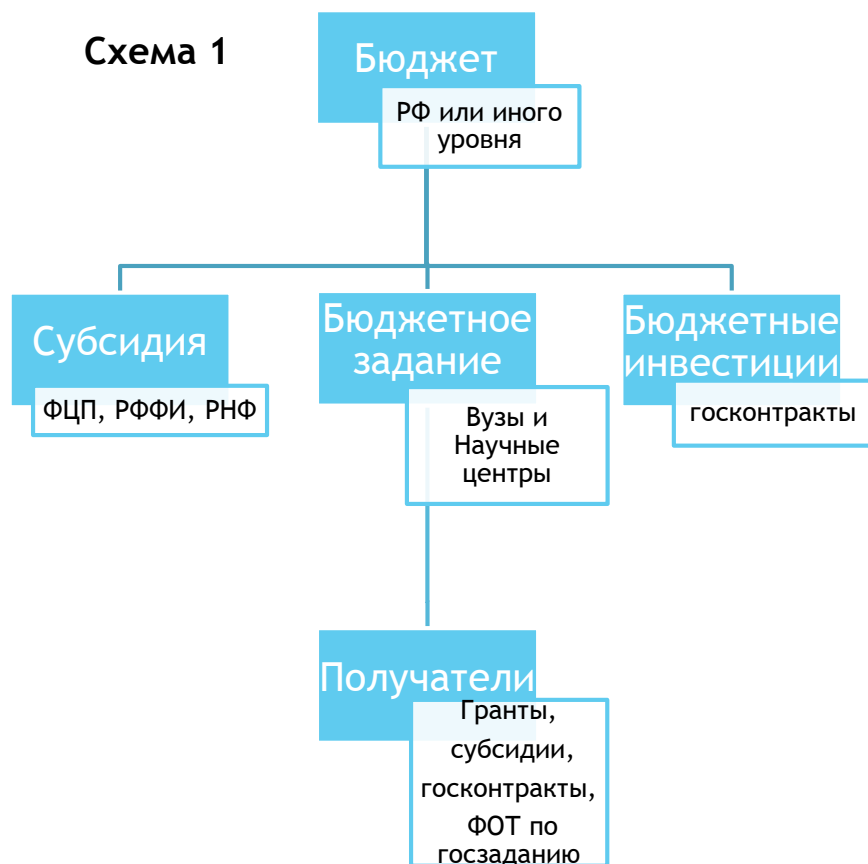 Схема 1
Бюджет
РФ или иного
уровня
Субсидия
ФЦП, РФФИ, РНФ
Бюджетное
задание
Вузы и
Научные
центры
Бюджетные
инвестиции
госконтракты
Получатели
Гранты,
субсидии,
госконтракты,
ФОТ по
госзаданию